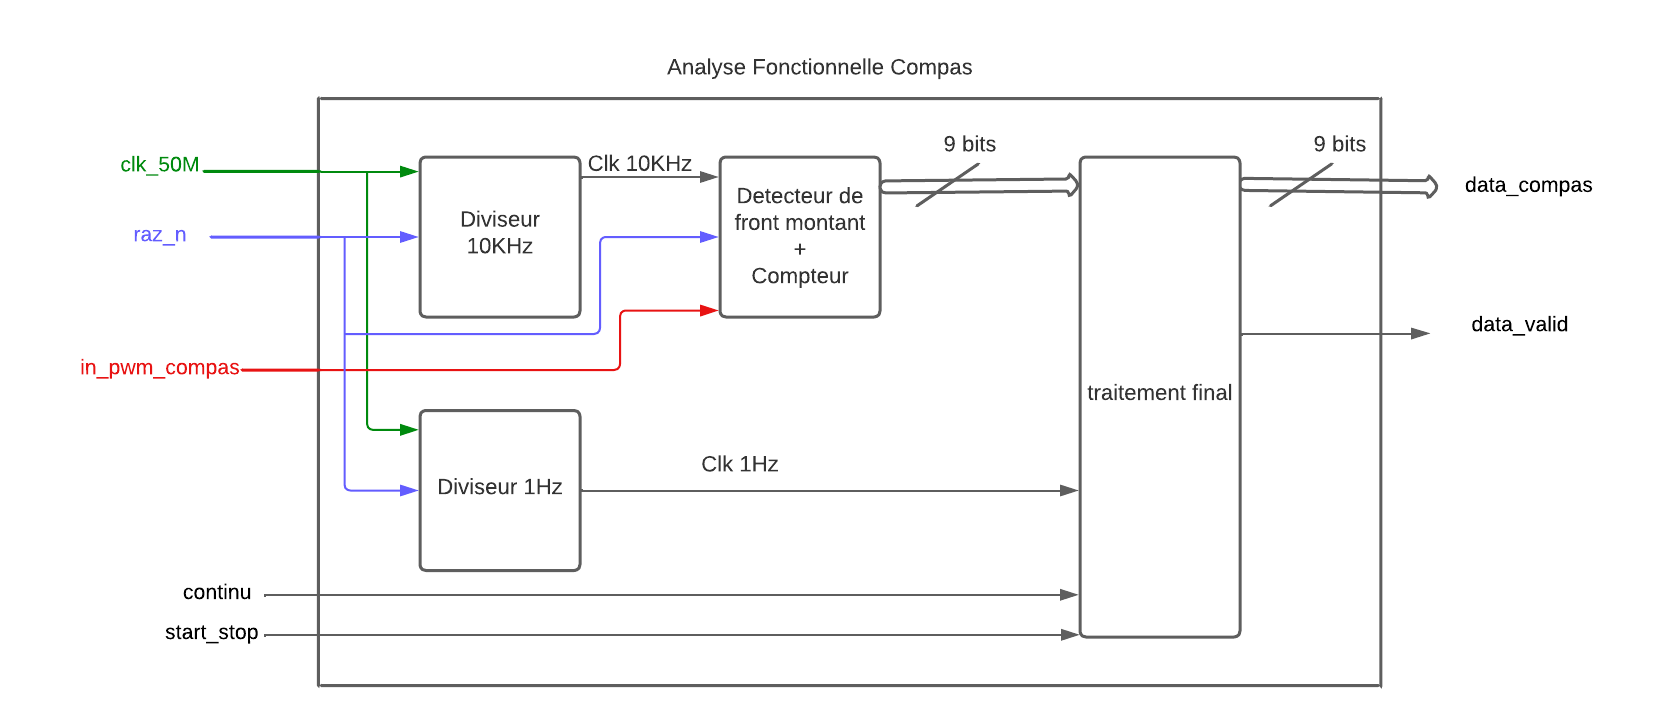 Analyse Fonctionnelle Compas
9 bits
9 bits
clk_50M
Clk 10KHz
data_compas
Detecteur de
front montant
+
Compteur
Diviseur
10KHz
raz_n
data_valid
in_pwm_compas
traitement final
Clk 1Hz
Diviseur 1Hz
continu
start_stop